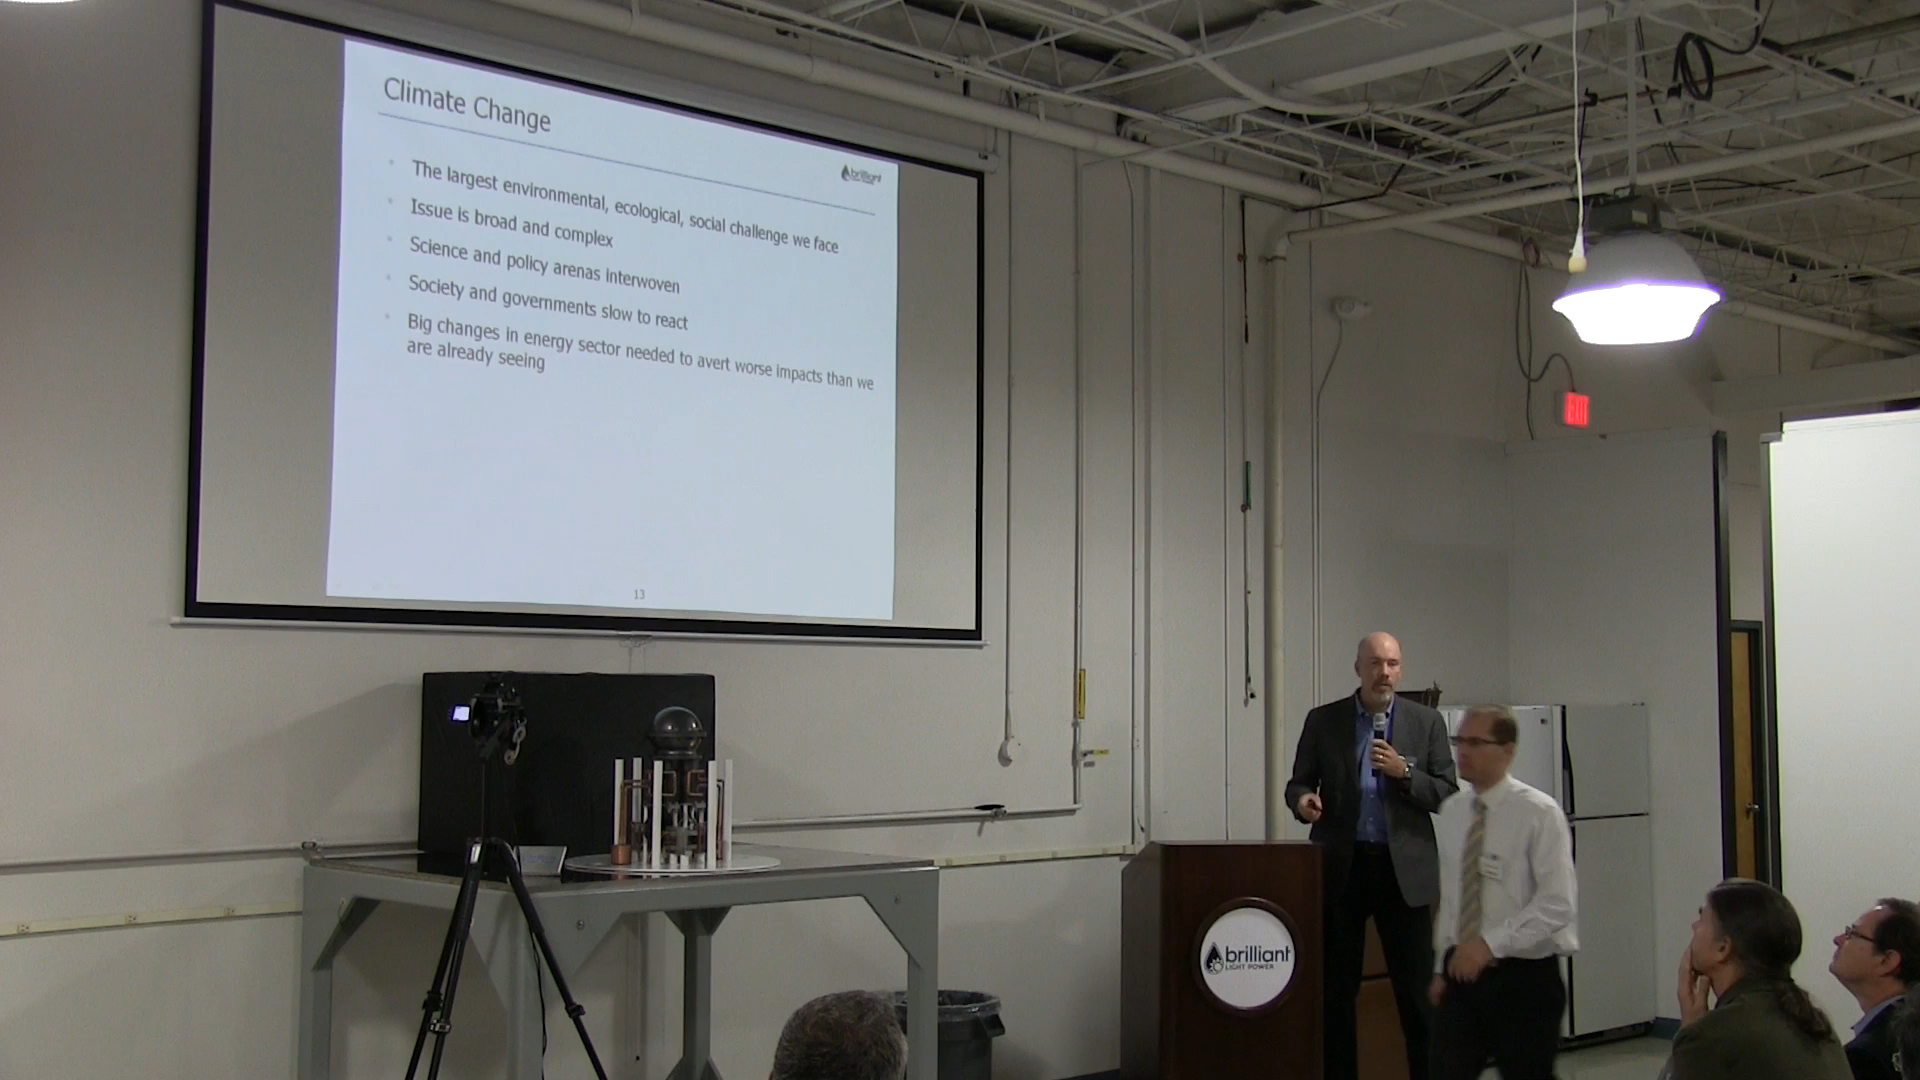 Climate Change
brilliant
The largest environmental, ecological, social challenge we face
Issue is broad and complex
Science and policy arenas interwoven
Society and governments slow to react
Big changes in energy sector needed to avert worse impacts than we
are already seeing
13
EXIT
brilliant
LIGHT POWER